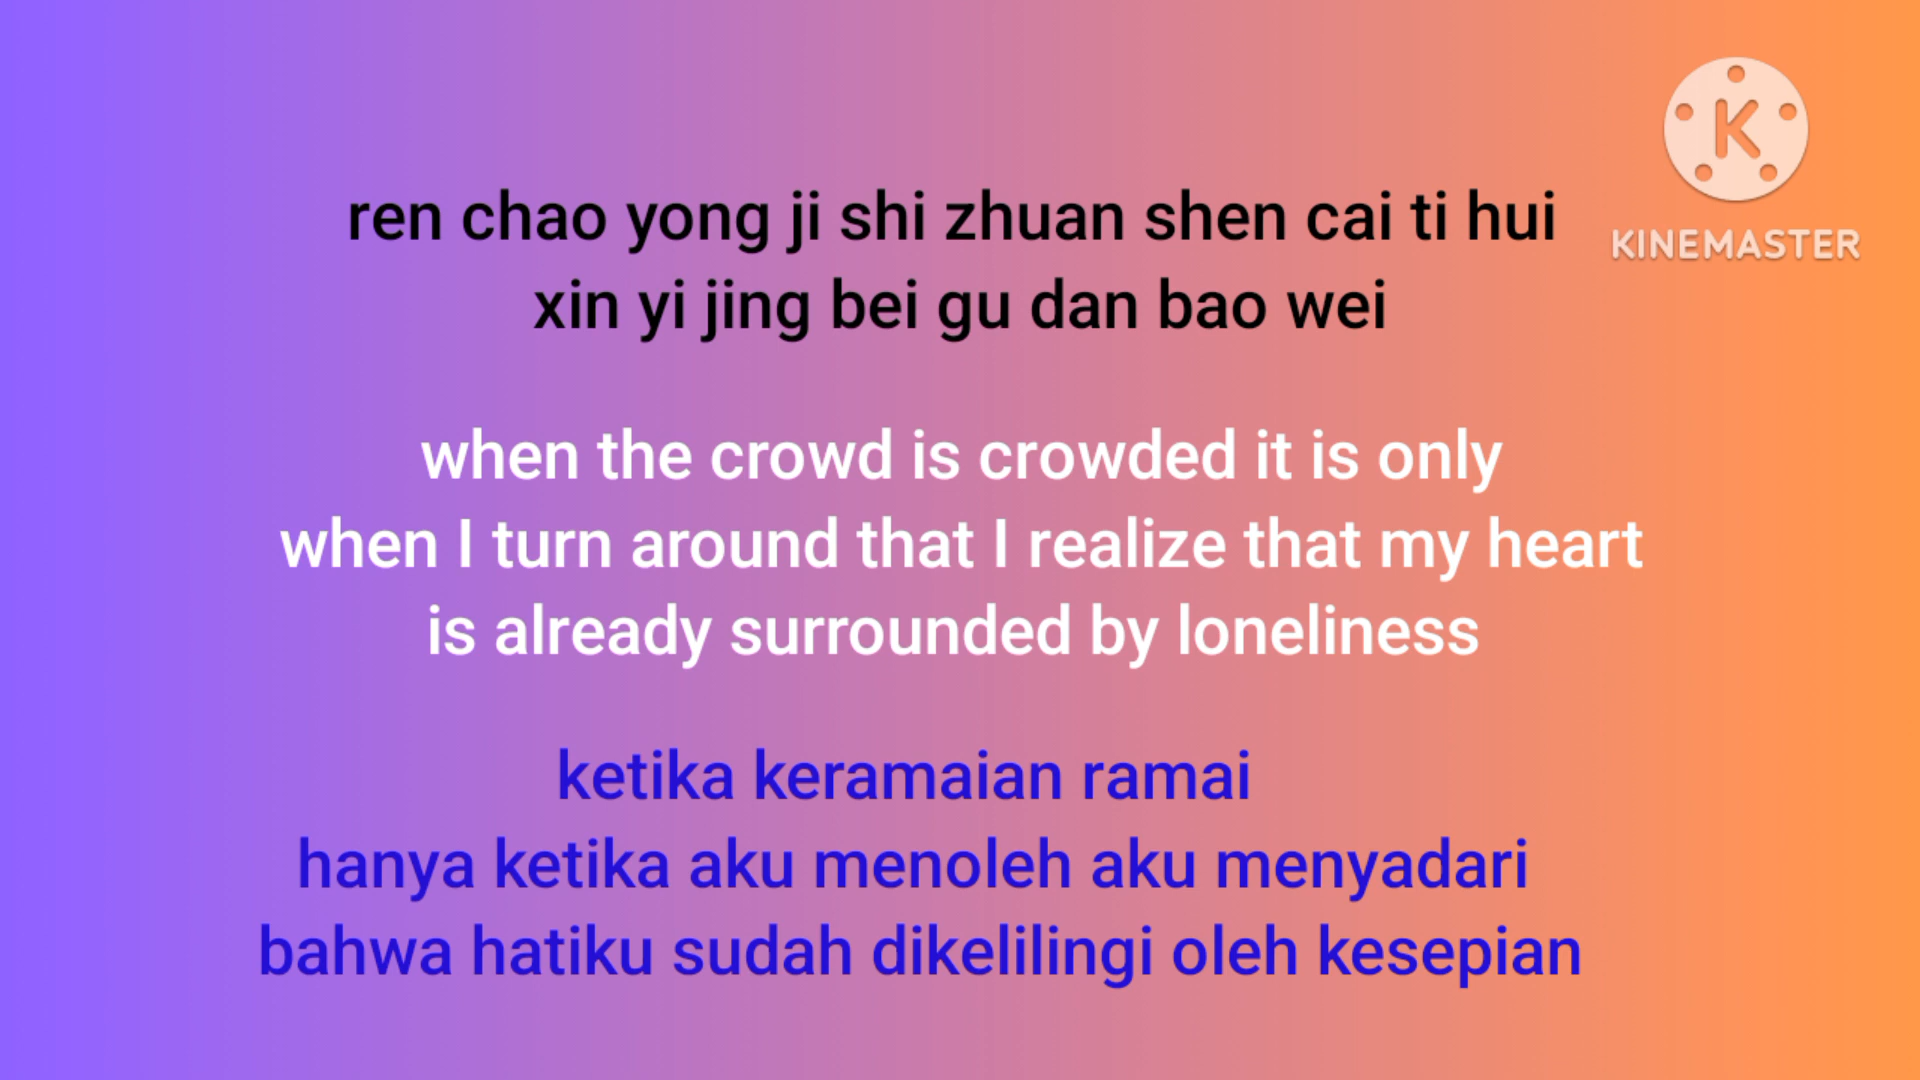 KINEMASTER
ren chao yong ji shi zhuan shen cai ti hui
xin yi jing bei gu dan bao wei
when the crowd is crowded it is only
when I turn around that I realize that my heart
is already surrounded by loneliness
ketika keramaian ramai
hanya ketika aku menoleh aku menyadari
bahwa hatiku sudah dikelilingi oleh kesepian